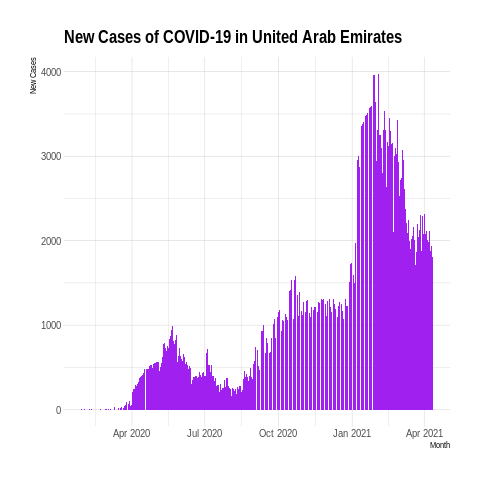 New Cases of COVID-19 in United Arab Emirates
New Cases
4000
3000
2000
1000
0
Apr 2020 Jul 2020 Oct 2020 Jan 2021 Apr 2021
Month